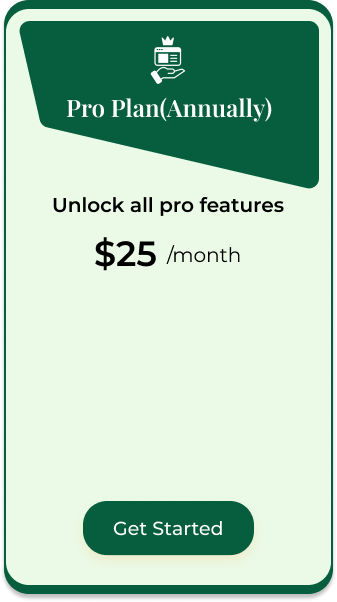 Pro Plan(Annually)
Unlock all pro features
$25 /month
Get Started